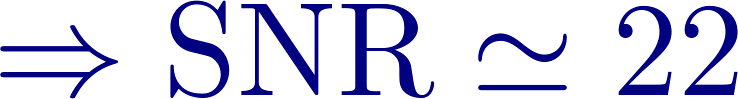 ⇒ SNR ≃ 22